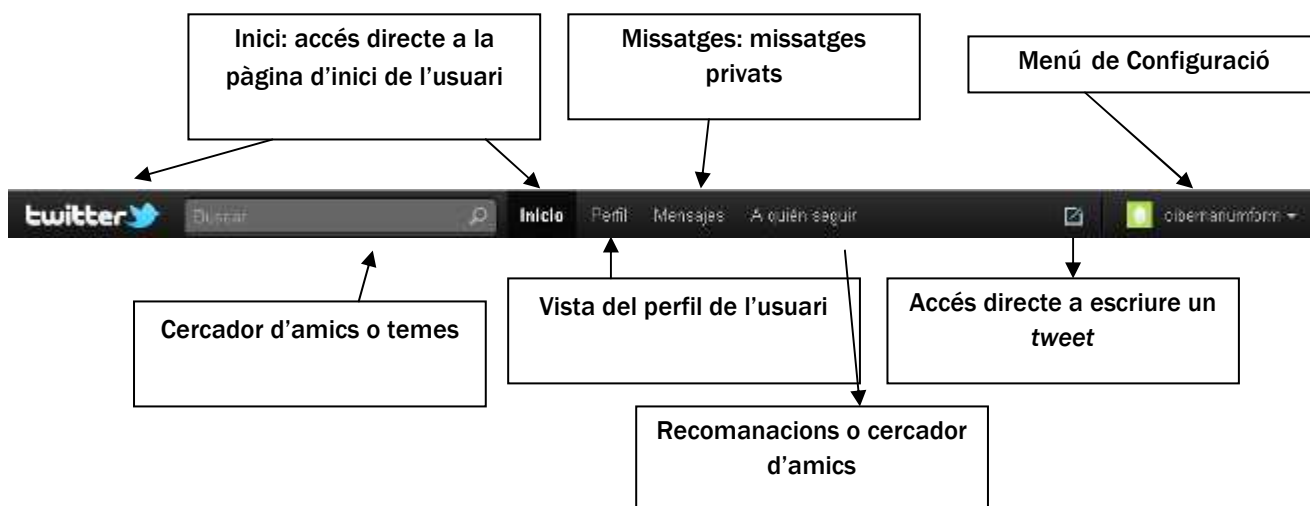 Inici: accés directe a la
pàgina d’inici de l’usuari
Missatges: missatges
privats
Menú de Configuració
twitter
Buscar
Inicio
Perfil
Mensajes
A quién seguir
cibernariumform
Cercador d’amics o temes
Vista del perfil de l’usuari
Accés directe a escriure un
tweet
Recomanacions o cercador
d’amics